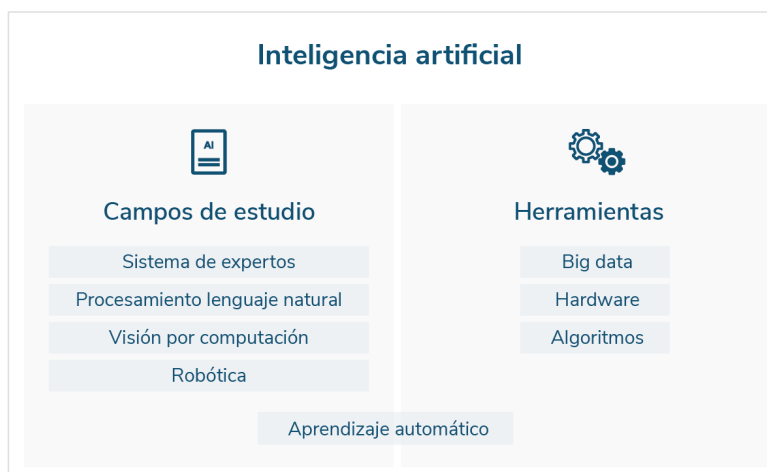 Inteligencia artificial
AI
Campos de estudio
Sistema de expertos
Procesamiento lenguaje natural
Visión por computación
Robótica
Herramientas
Big data
Hardware
Algoritmos
Aprendizaje automático